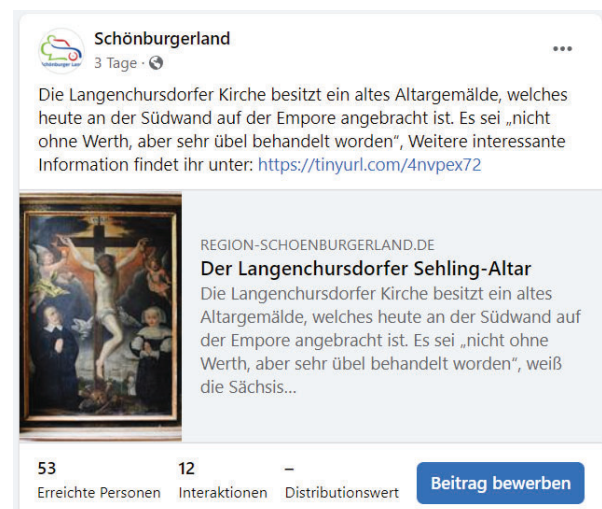 Schönburgerland
3 Tage ·
Die Langenchursdorfer Kirche besitzt ein altes Altargemälde, welches
heute an der Südwand auf der Empore angebracht ist. Es sei „nicht
ohne Werth, aber sehr übel behandelt worden“, Weitere interessante
Information findet ihr unter: https://tinyurl.com/4nvpex72
REGION-SCHOENBURGERLAND.DE
Der Langenchursdorfer Sehling-Altar
Die Langenchursdorfer Kirche besitzt ein altes
Altargemälde, welches heute an der Südwand auf
der Empore angebracht ist. Es sei „nicht ohne
Werth, aber sehr übel behandelt worden“, weiß
die Sächsis...
53 12 –
Erreichte Personen Interaktionen Distributionswert
Beitrag bewerben